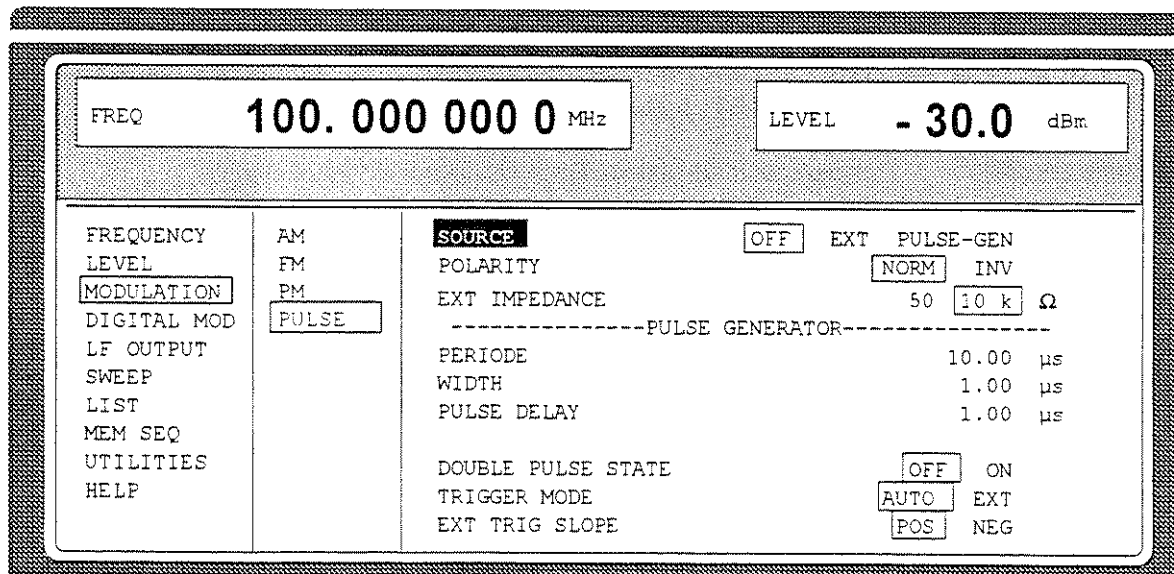 FREQ 100. 000 000 0 MHz LEVEL - 30.0 dBm
FREQUENCY
LEVEL
MODULATION
DIGITAL MOD
LF OUTPUT
SWEEP
LIST
MEM SEQ
UTILITIES
HELP
AM
FM
PM
PULSE
SOURCE OFF EXT PULSE-GEN
POLARITY NORM INV
EXT IMPEDANCE 50 10 k Ω
---------------PULSE GENERATOR----------------
PERIODE 10.00 µs
WIDTH 1.00 µs
PULSE DELAY 1.00 µs
DOUBLE PULSE STATE OFF ON
TRIGGER MODE AUTO EXT
EXT TRIG SLOPE POS NEG